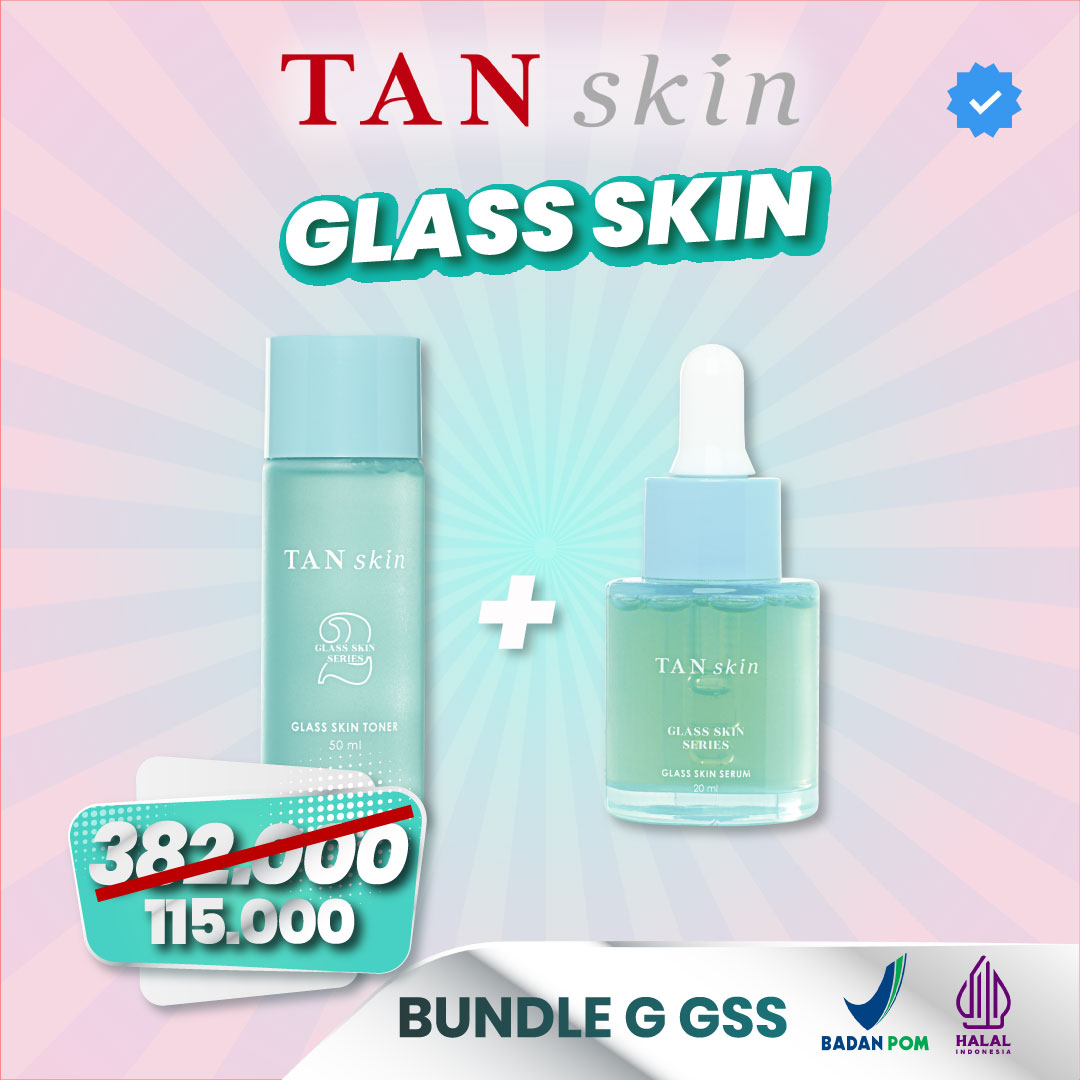 TAN skin
GLASS SKIN
TAN skin
2
GLASS SKIN
SERIES
GLASS SKIN TONER
50 ml
TAN skin
GLASS SKIN
SERIES
GLASS SKIN SERUM
20 ml
382.000
115.000
BUNDLE G GSS
BADAN POM
HALAL
INDONESIA